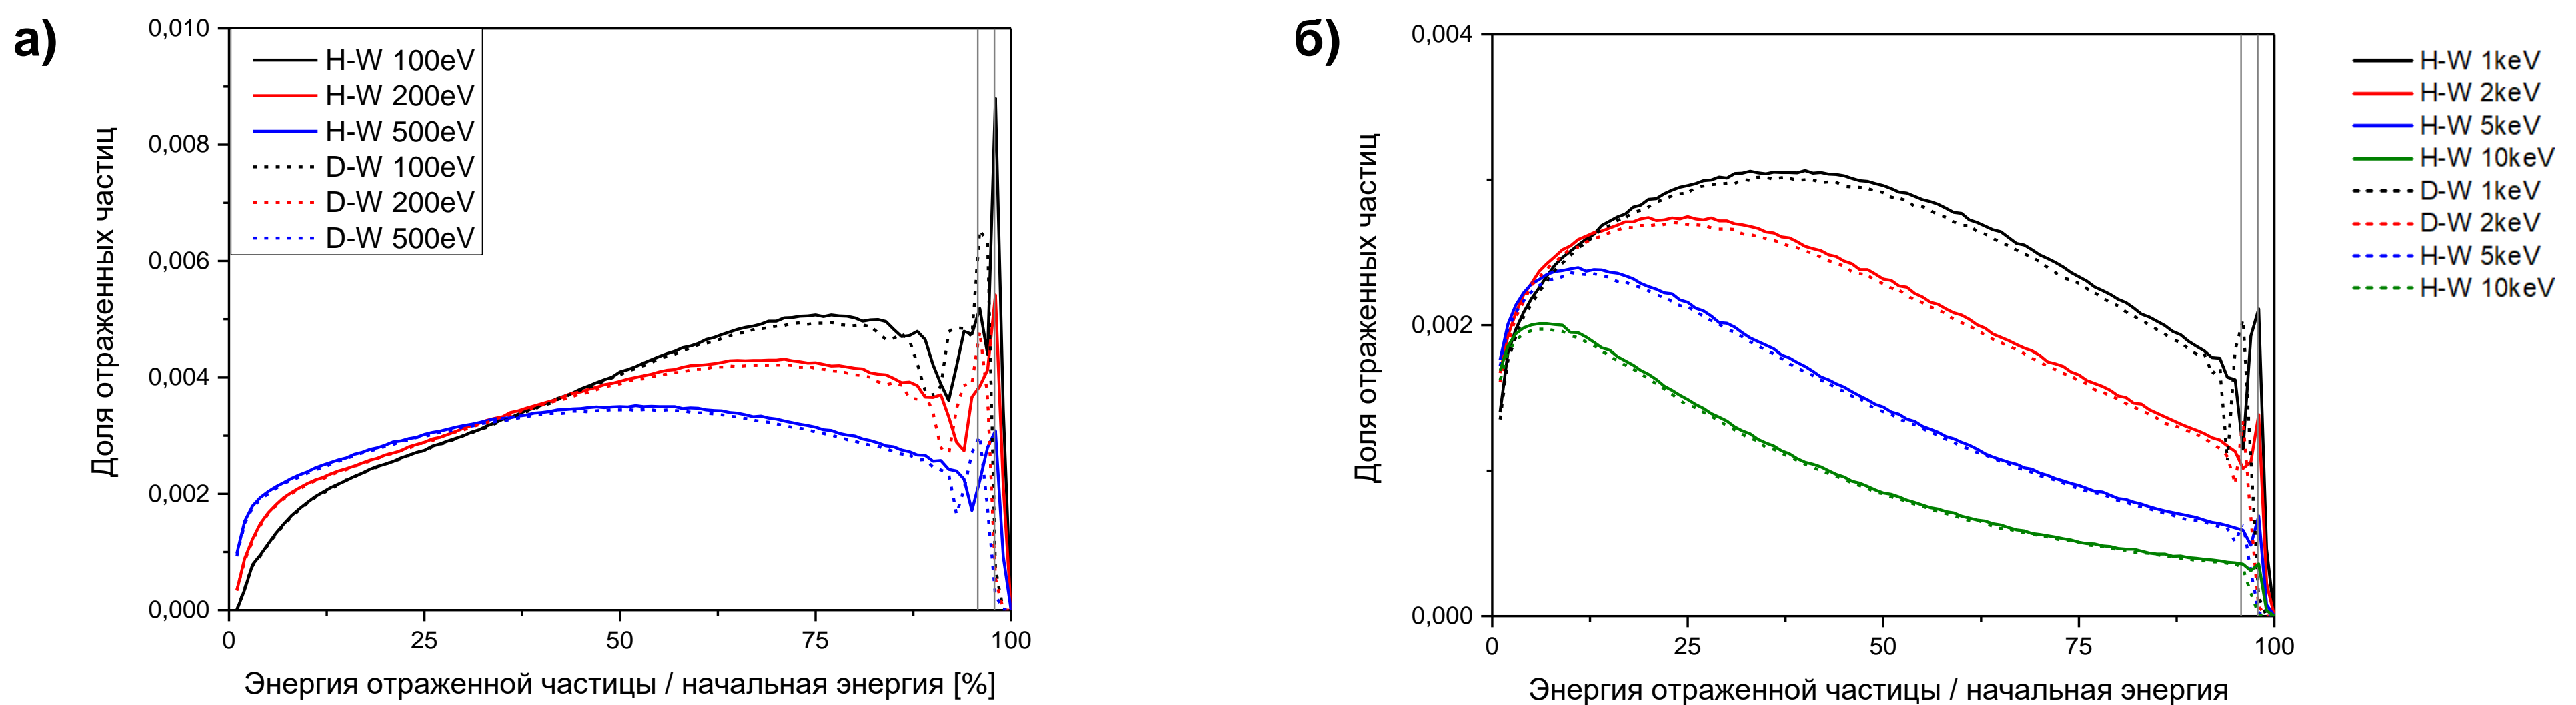 а)
0,010
0,008
0,006
0,004
0,002
0,000
0
25
50
75
100
Доля отраженных частиц
Энергия отраженной частицы / начальная энергия [%]
H-W 100eV
H-W 200eV
H-W 500eV
D-W 100eV
D-W 200eV
D-W 500eV
б)
0,004
0,002
0,000
0
25
50
75
100
Доля отраженных частиц
Энергия отраженной частицы / начальная энергия
H-W 1keV
H-W 2keV
H-W 5keV
H-W 10keV
D-W 1keV
D-W 2keV
H-W 5keV
H-W 10keV